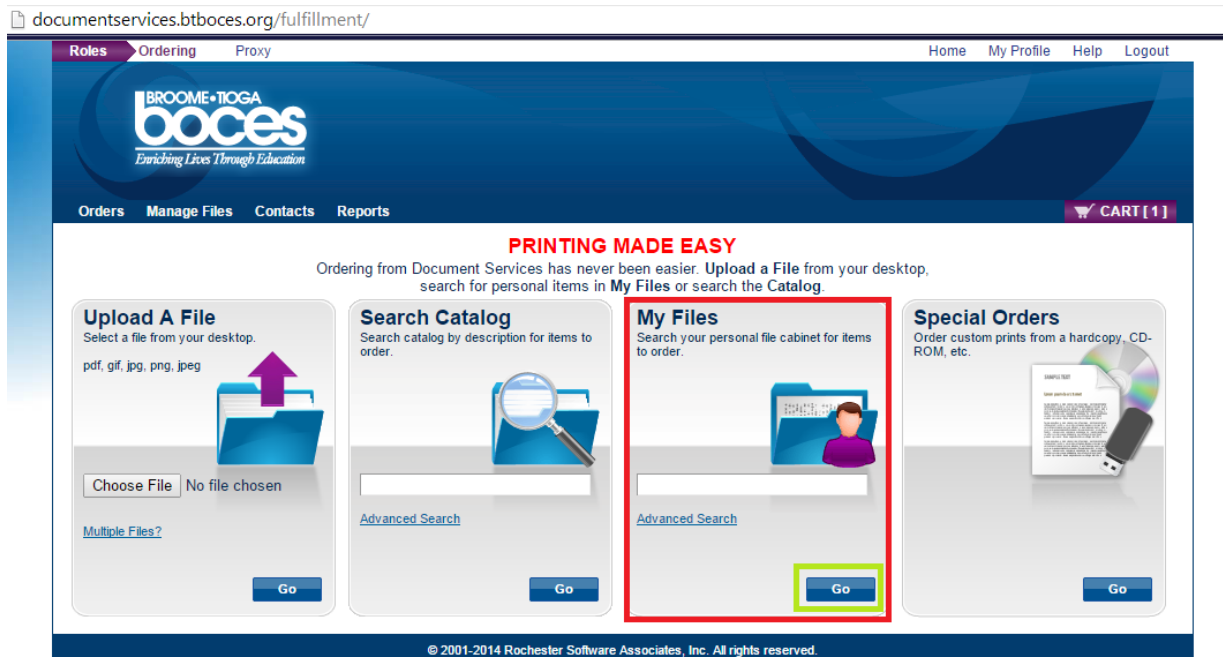 documentservices.btboces.org/fulfillment/
Roles Ordering Proxy Home My Profile Help Logout
BROOME•TIOGA
boces
Enriching Lives Through Education
Orders Manage Files Contacts Reports CART [ 1 ]
PRINTING MADE EASY
Ordering from Document Services has never been easier. Upload a File from your desktop,
search for personal items in My Files or search the Catalog.
Upload A File
Select a file from your desktop.
pdf, gif, jpg, png, jpeg
Choose File No file chosen
Multiple Files?
Go
Search Catalog
Search catalog by description for items to
order.
Advanced Search
Go
My Files
Search your personal file cabinet for items
to order.
Advanced Search
Go
Special Orders
Order custom prints from a hardcopy, CD-
ROM, etc.
SAMPLE TEXT
Go
© 2001-2014 Rochester Software Associates, Inc. All rights reserved.